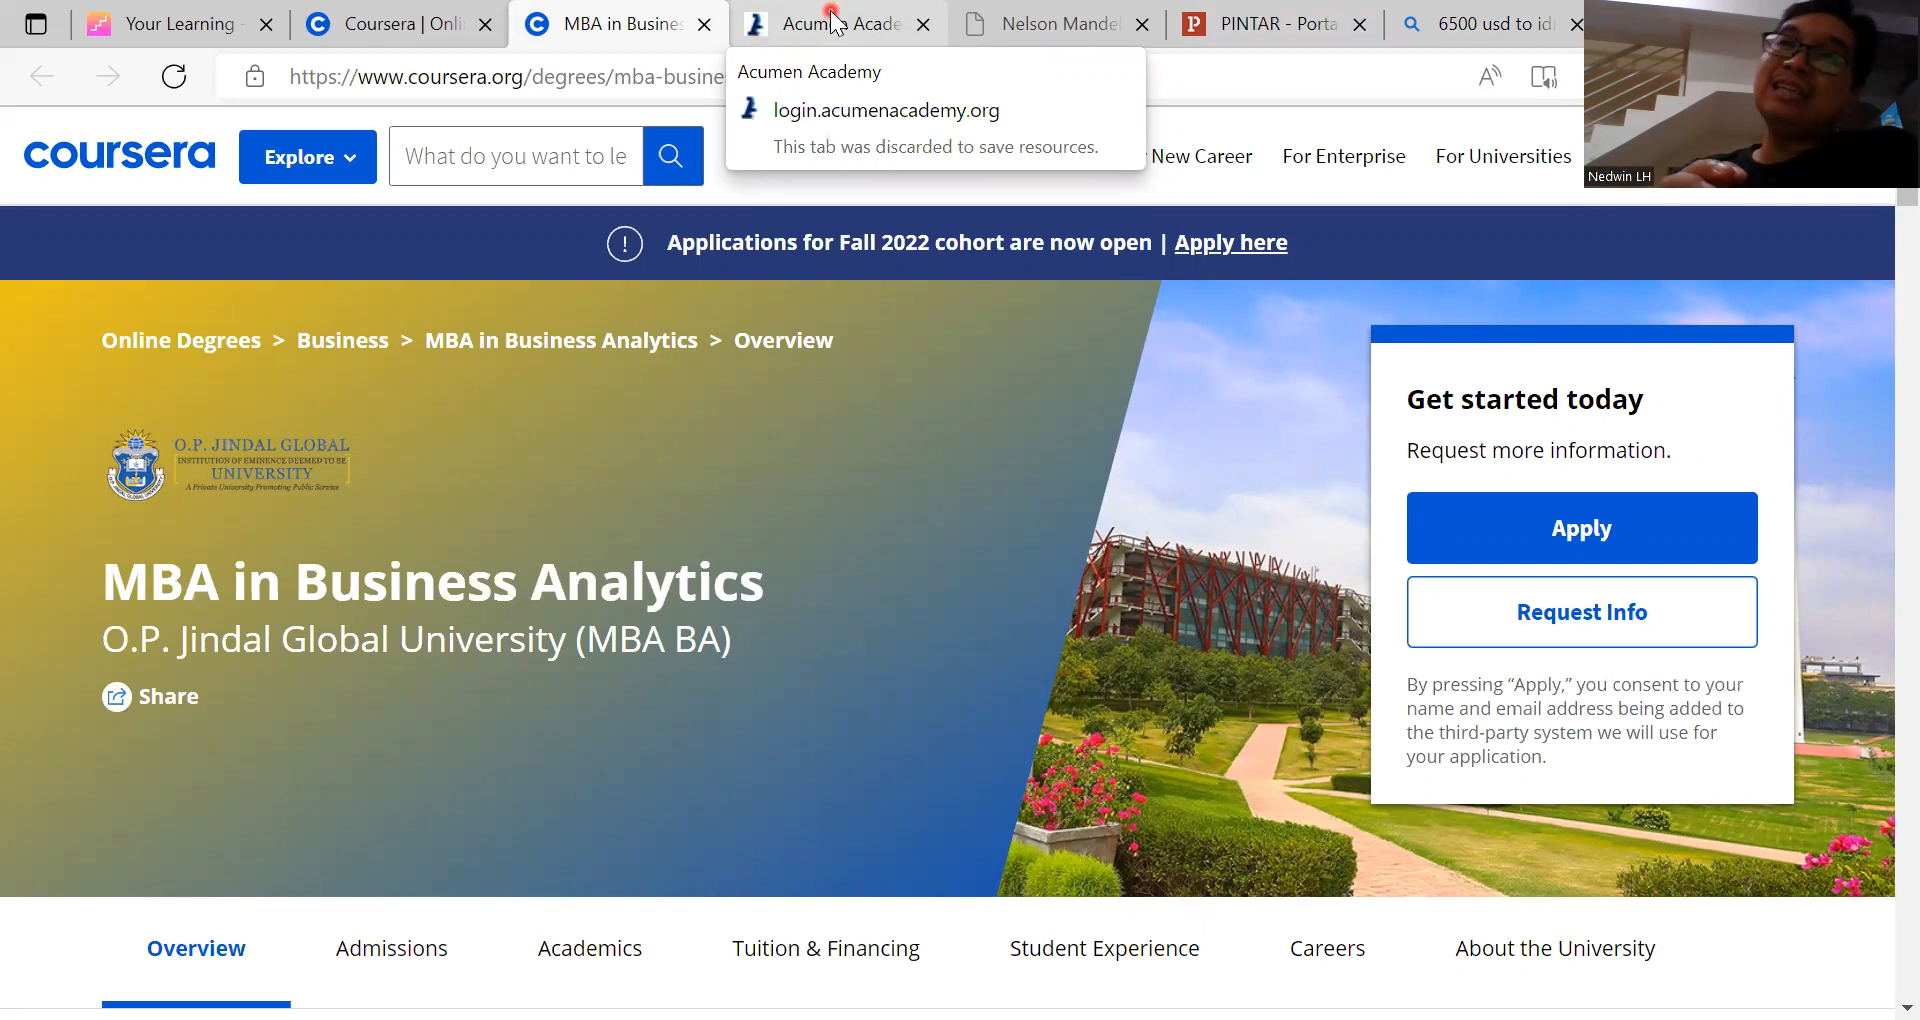 Your Learning
Coursera | Onli
MBA in Busines
Acumen Acade
Nelson Mandel
PINTAR - Porta
6500 usd to id
https://www.coursera.org/degrees/mba-busine
Acumen Academy
login.acumenacademy.org
This tab was discarded to save resources.
Nedwin LH
coursera
Explore
What do you want to le
New Career
For Enterprise
For Universities
Applications for Fall 2022 cohort are now open | Apply here
Online Degrees > Business > MBA in Business Analytics > Overview
O.P. JINDAL GLOBAL
INSTITUTION OF EMINENCE DEEMED TO BE
UNIVERSITY
A Private University Promoting Public Service
MBA in Business Analytics
O.P. Jindal Global University (MBA BA)
Share
Get started today
Request more information.
Apply
Request Info
By pressing “Apply,” you consent to your
name and email address being added to
the third-party system we will use for
your application.
Overview
Admissions
Academics
Tuition & Financing
Student Experience
Careers
About the University